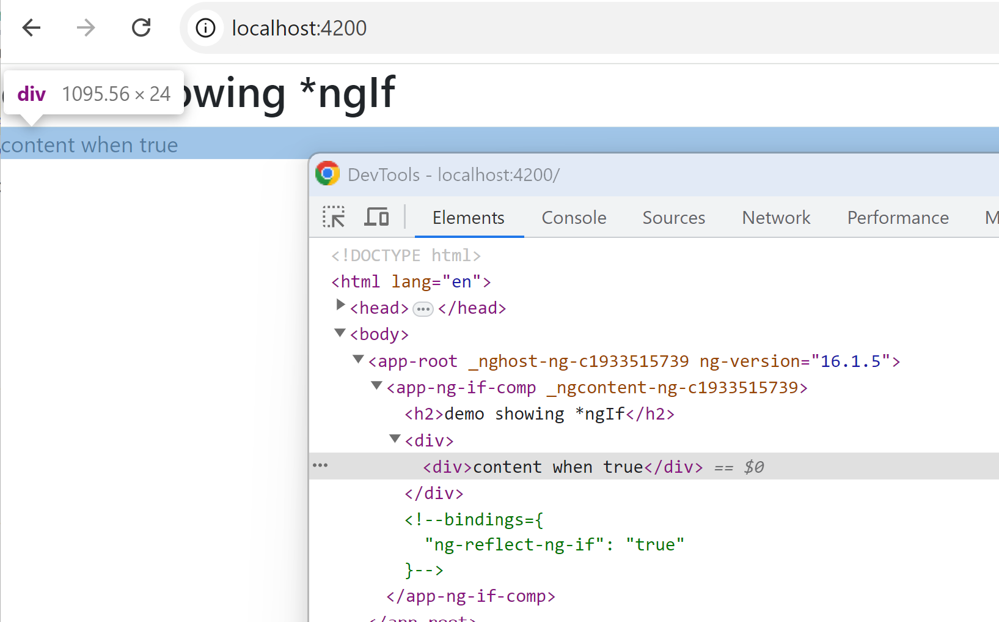 localhost:4200
div 1095.56 × 24
owing *ngIf
content when true
DevTools - localhost:4200/
Elements Console Sources Network Performance M
<!DOCTYPE html>
<html lang="en">
<head> ••• </head>
<body>
<app-root _nghost-ng-c1933515739 ng-version="16.1.5">
<app-ng-if-comp _ngcontent-ng-c1933515739>
<h2>demo showing *ngIf</h2>
<div>
••• <div>content when true</div> == $0
</div>
<!--bindings={
"ng-reflect-ng-if": "true"
}-->
</app-ng-if-comp>
</app-root>